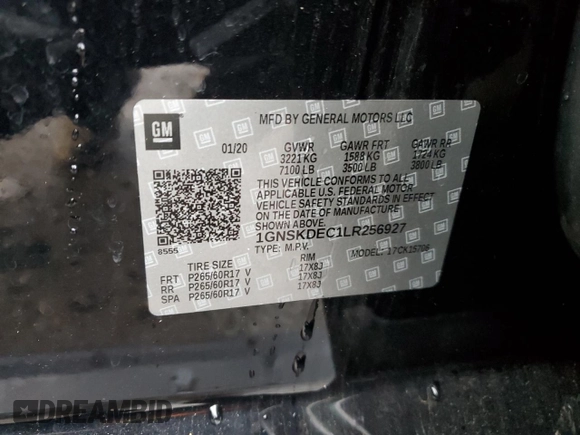 MFD BY GENERAL MOTORS LLC
GM
01/20 GVWR GAWR FRT GAWR RR
3221 KG 1588 KG 1724 KG
7100 LB 3500 LB 3800 LB
THIS VEHICLE CONFORMS TO ALL
APPLICABLE U.S. FEDERAL MOTOR
VEHICLE SAFETY STANDARDS IN EFFECT
ON THE DATE OF MANUFACTURE
SHOWN ABOVE.
1GNSKDEC1LR256927
8555 TYPE: M.P.V. MODEL: 17CK15706
TIRE SIZE RIM
FRT P265/60R17 V 17X8J
RR P265/60R17 V 17X8J
SPA P265/60R17 V 17X8J
DREAMBID